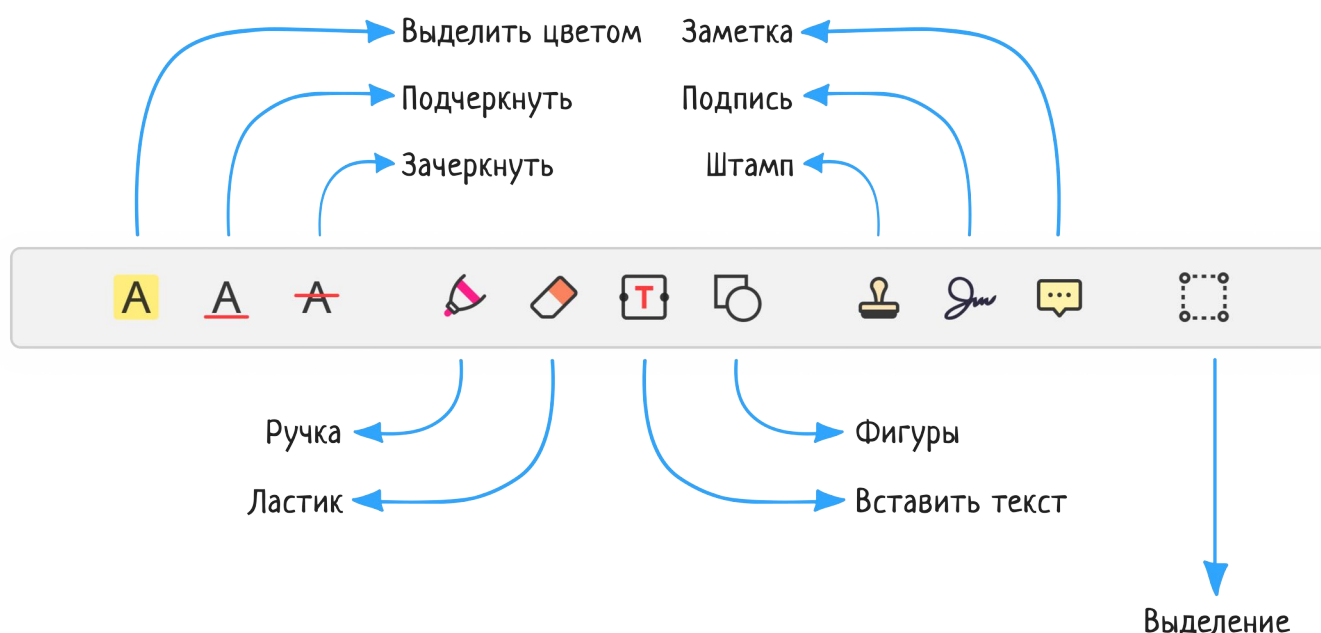 Выделить цветом
Заметка
Подчеркнуть
Подпись
Зачеркнуть
Штамп
A
A
A
T
Ручка
Фигуры
Ластик
Вставить текст
Выделение